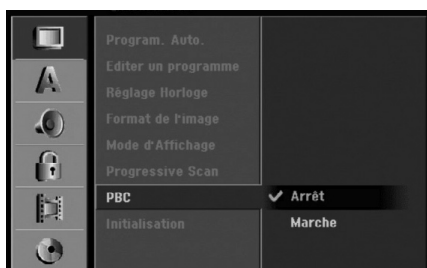 Program. Auto.
Editer un programme
Réglage Horloge
Format de l'image
Mode d'Affichage
Progressive Scan
PBC
Arrêt
Initialisation
Marche
A